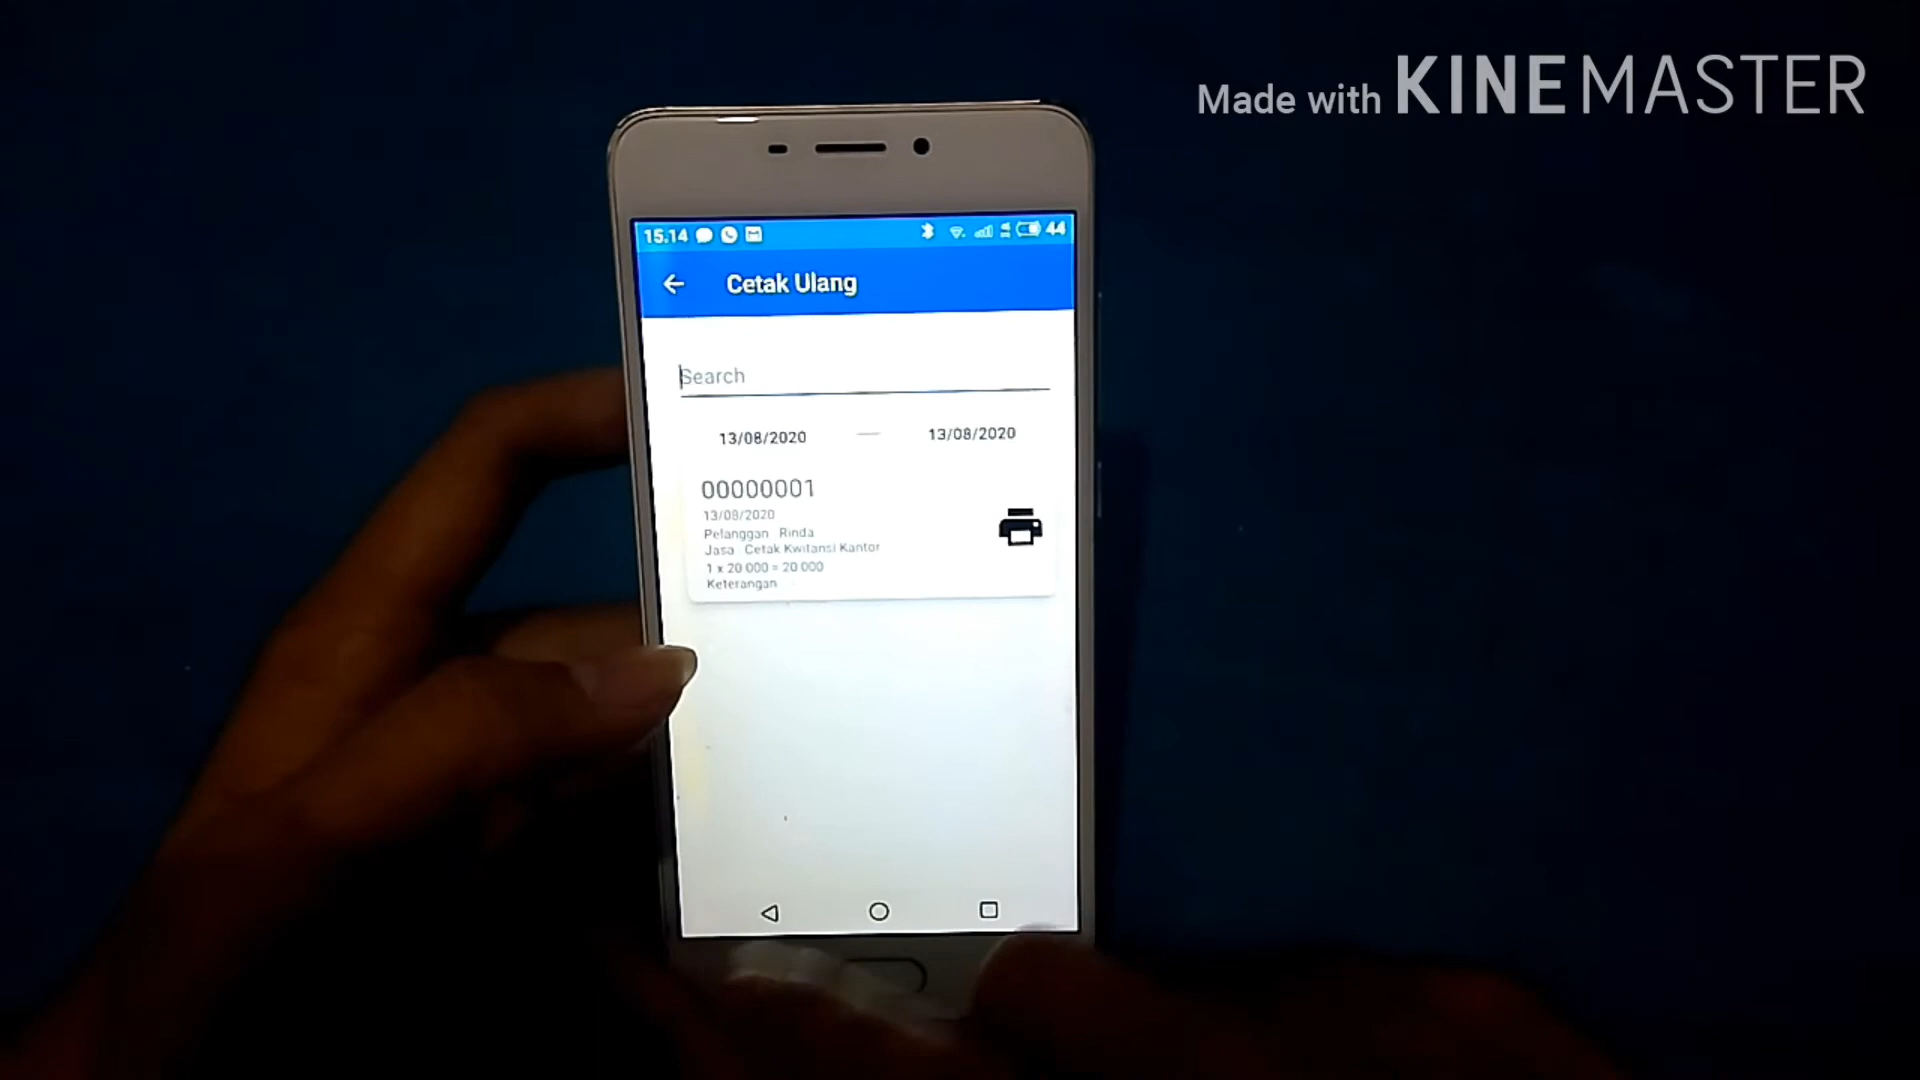 Made with KINEMASTER
15.14 44
Cetak Ulang
Search
13/08/2020 — 13/08/2020
00000001
13/08/2020
Pelanggan Rinda
Jasa Cetak Kwitansi Kantor
1 x 20 000 = 20 000
Keterangan